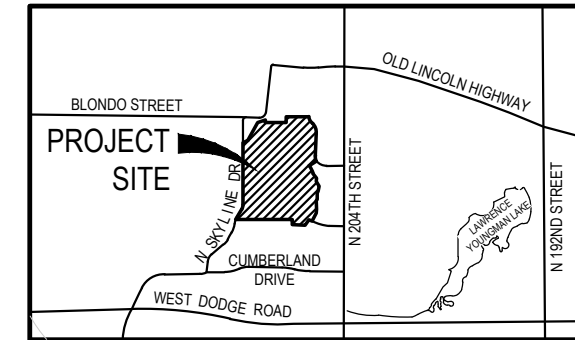 OLD LINCOLN HIGHWAY
BLONDO STREET
PROJECT
SITE
N SKYLINE DR
N 204TH STREET
LAWRENCE
YOUNGMAN LAKE
N 192ND STREET
CUMBERLAND
DRIVE
WEST DODGE ROAD